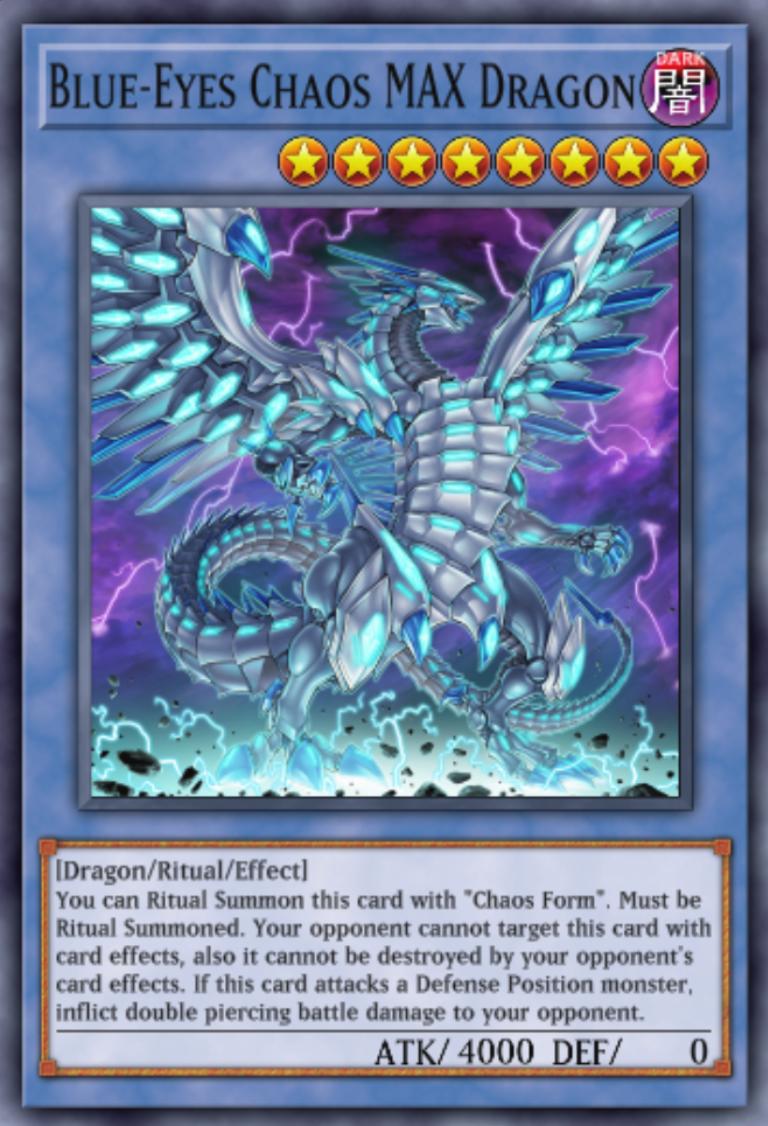 Blue-Eyes Chaos MAX Dragon
DARK
闇
[Dragon/Ritual/Effect]
You can Ritual Summon this card with "Chaos Form". Must be
Ritual Summoned. Your opponent cannot target this card with
card effects, also it cannot be destroyed by your opponent's
card effects. If this card attacks a Defense Position monster,
inflict double piercing battle damage to your opponent.
ATK/ 4000 DEF/ 0